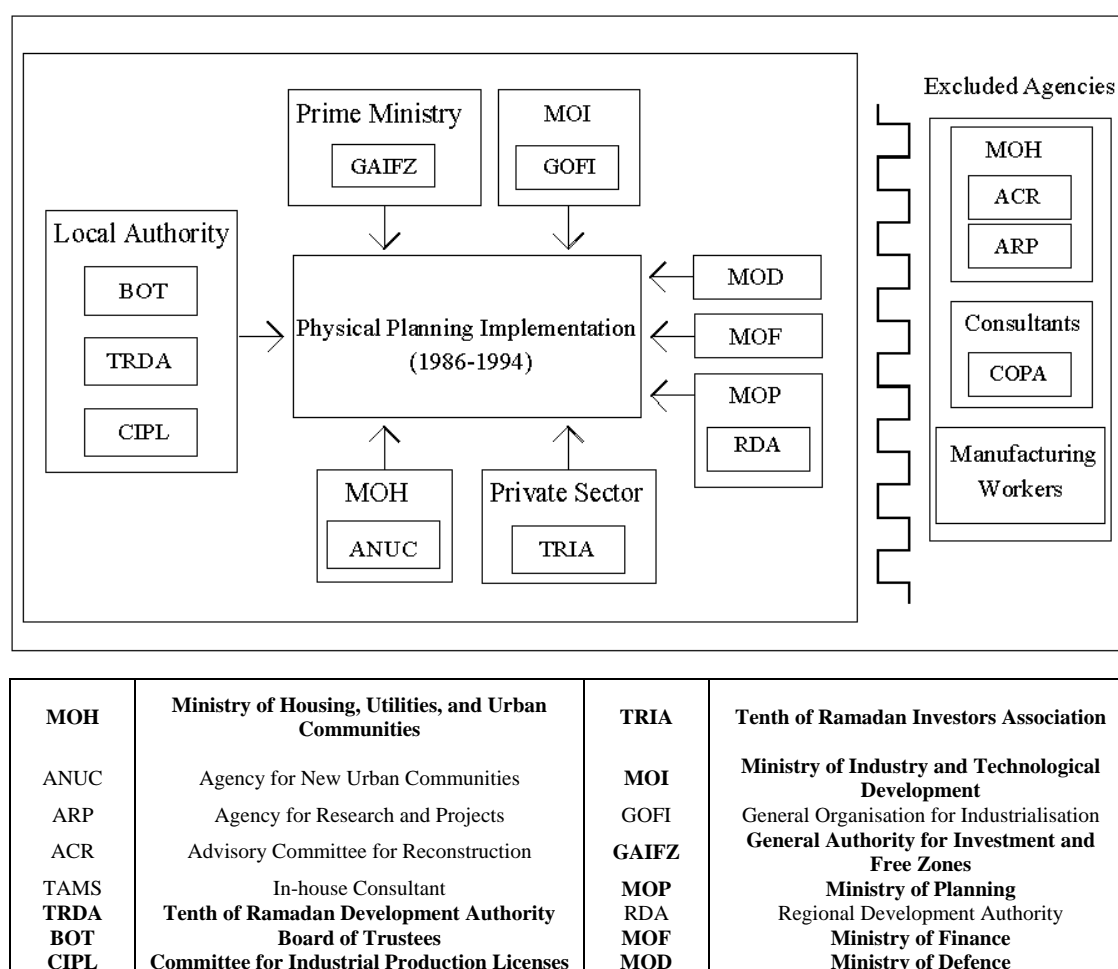 Excluded Agencies
Prime Ministry
GAIFZ
MOI
GOFI
Local Authority
BOT
TRDA
CIPL
Physical Planning Implementation
(1986-1994)
MOD
MOF
MOP
RDA
MOH
ANUC
Private Sector
TRIA
MOH
ACR
ARP
Consultants
COPA
Manufacturing
Workers
MOH Ministry of Housing, Utilities, and Urban
Communities
TRIA Tenth of Ramadan Investors Association
ANUC Agency for New Urban Communities
MOI Ministry of Industry and Technological
Development
ARP Agency for Research and Projects
GOFI General Organisation for Industrialisation
ACR Advisory Committee for Reconstruction
GAIFZ General Authority for Investment and
Free Zones
TAMS In-house Consultant
MOP Ministry of Planning
TRDA Tenth of Ramadan Development Authority
RDA Regional Development Authority
BOT Board of Trustees
MOF Ministry of Finance
CIPL Committee for Industrial Production Licenses
MOD Ministry of Defence